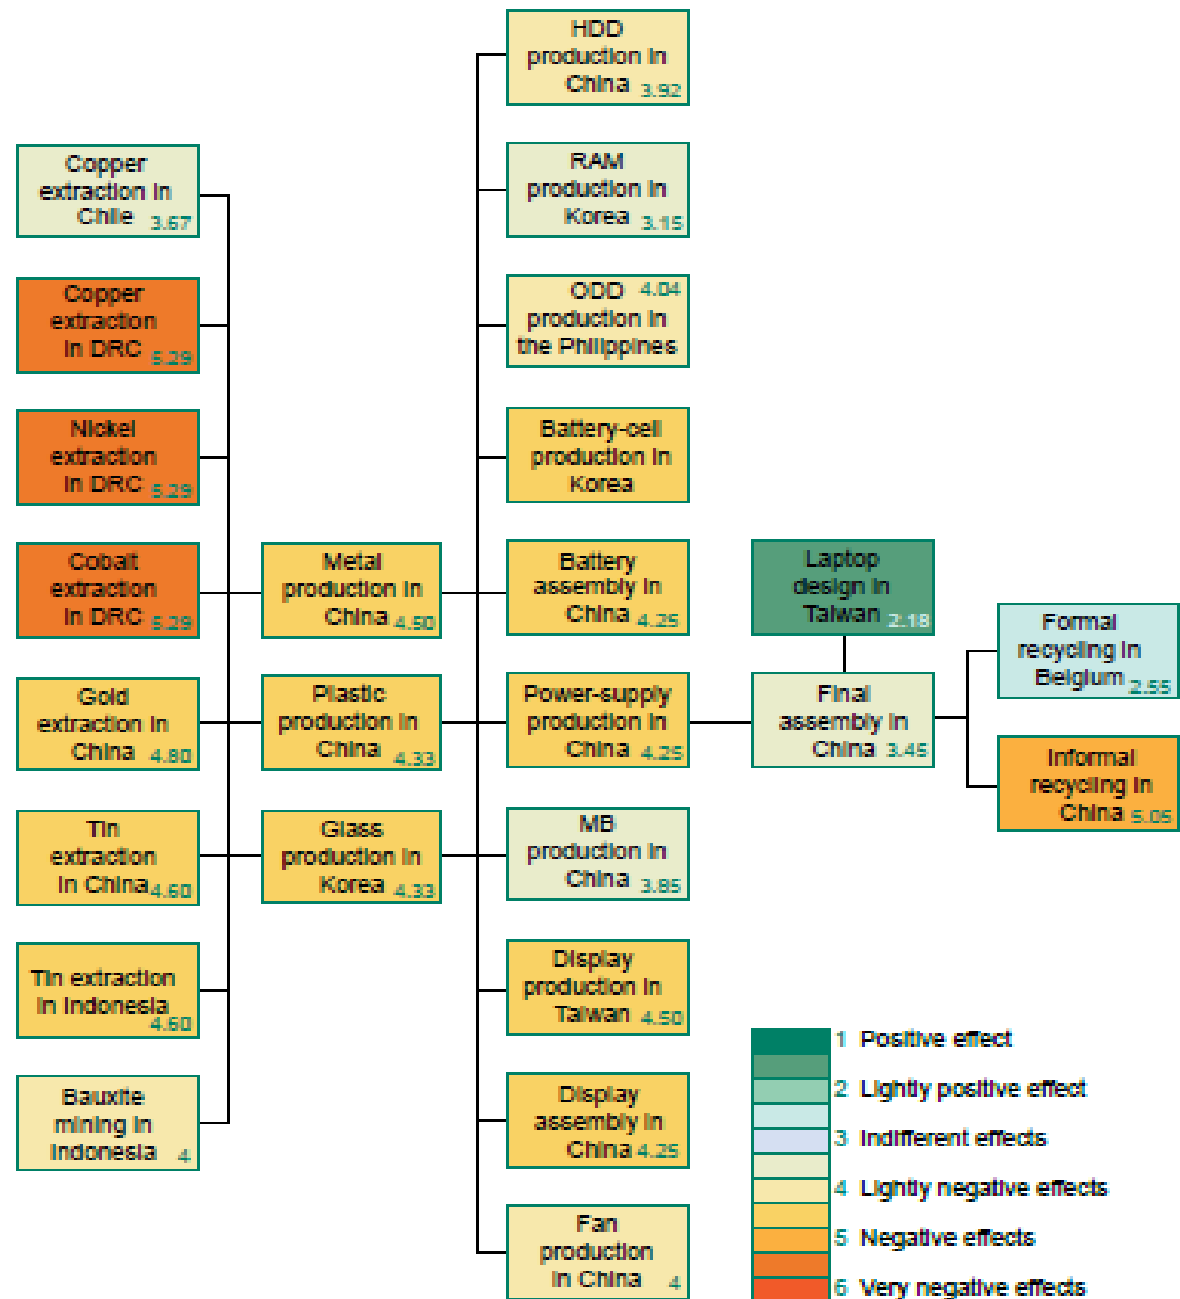 HDD
production in
China 3.92
RAM
production in
Korea 3.15
ODD 4.04
production in
the Philippines
Battery-cell
production in
Korea
Battery
assembly in
China 4.25
Power-supply
production in
China 4.25
MB
production in
China 3.85
Display
production in
Taiwan 4.50
Display
assembly in
China 4.25
Fan
production
in China 4
Copper
extraction in
Chile 3.67
Copper
extraction
in DRC 5.29
Nickel
extraction
in DRC 5.29
Cobalt
extraction
in DRC 5.29
Gold
extraction in
China 4.80
Tin
extraction
in China 4.60
Tin extraction
in Indonesia
4.60
Bauxite
mining in
Indonesia 4
Metal
production in
China 4.50
Plastic
production in
China 4.33
Glass
production in
Korea 4.33
Laptop
design in
Taiwan 2.18
Final
assembly in
China 3.45
Formal
recycling in
Belgium 2.55
Informal
recycling in
China 5.05
1 Positive effect
2 Lightly positive effect
3 Indifferent effects
4 Lightly negative effects
5 Negative effects
6 Very negative effects